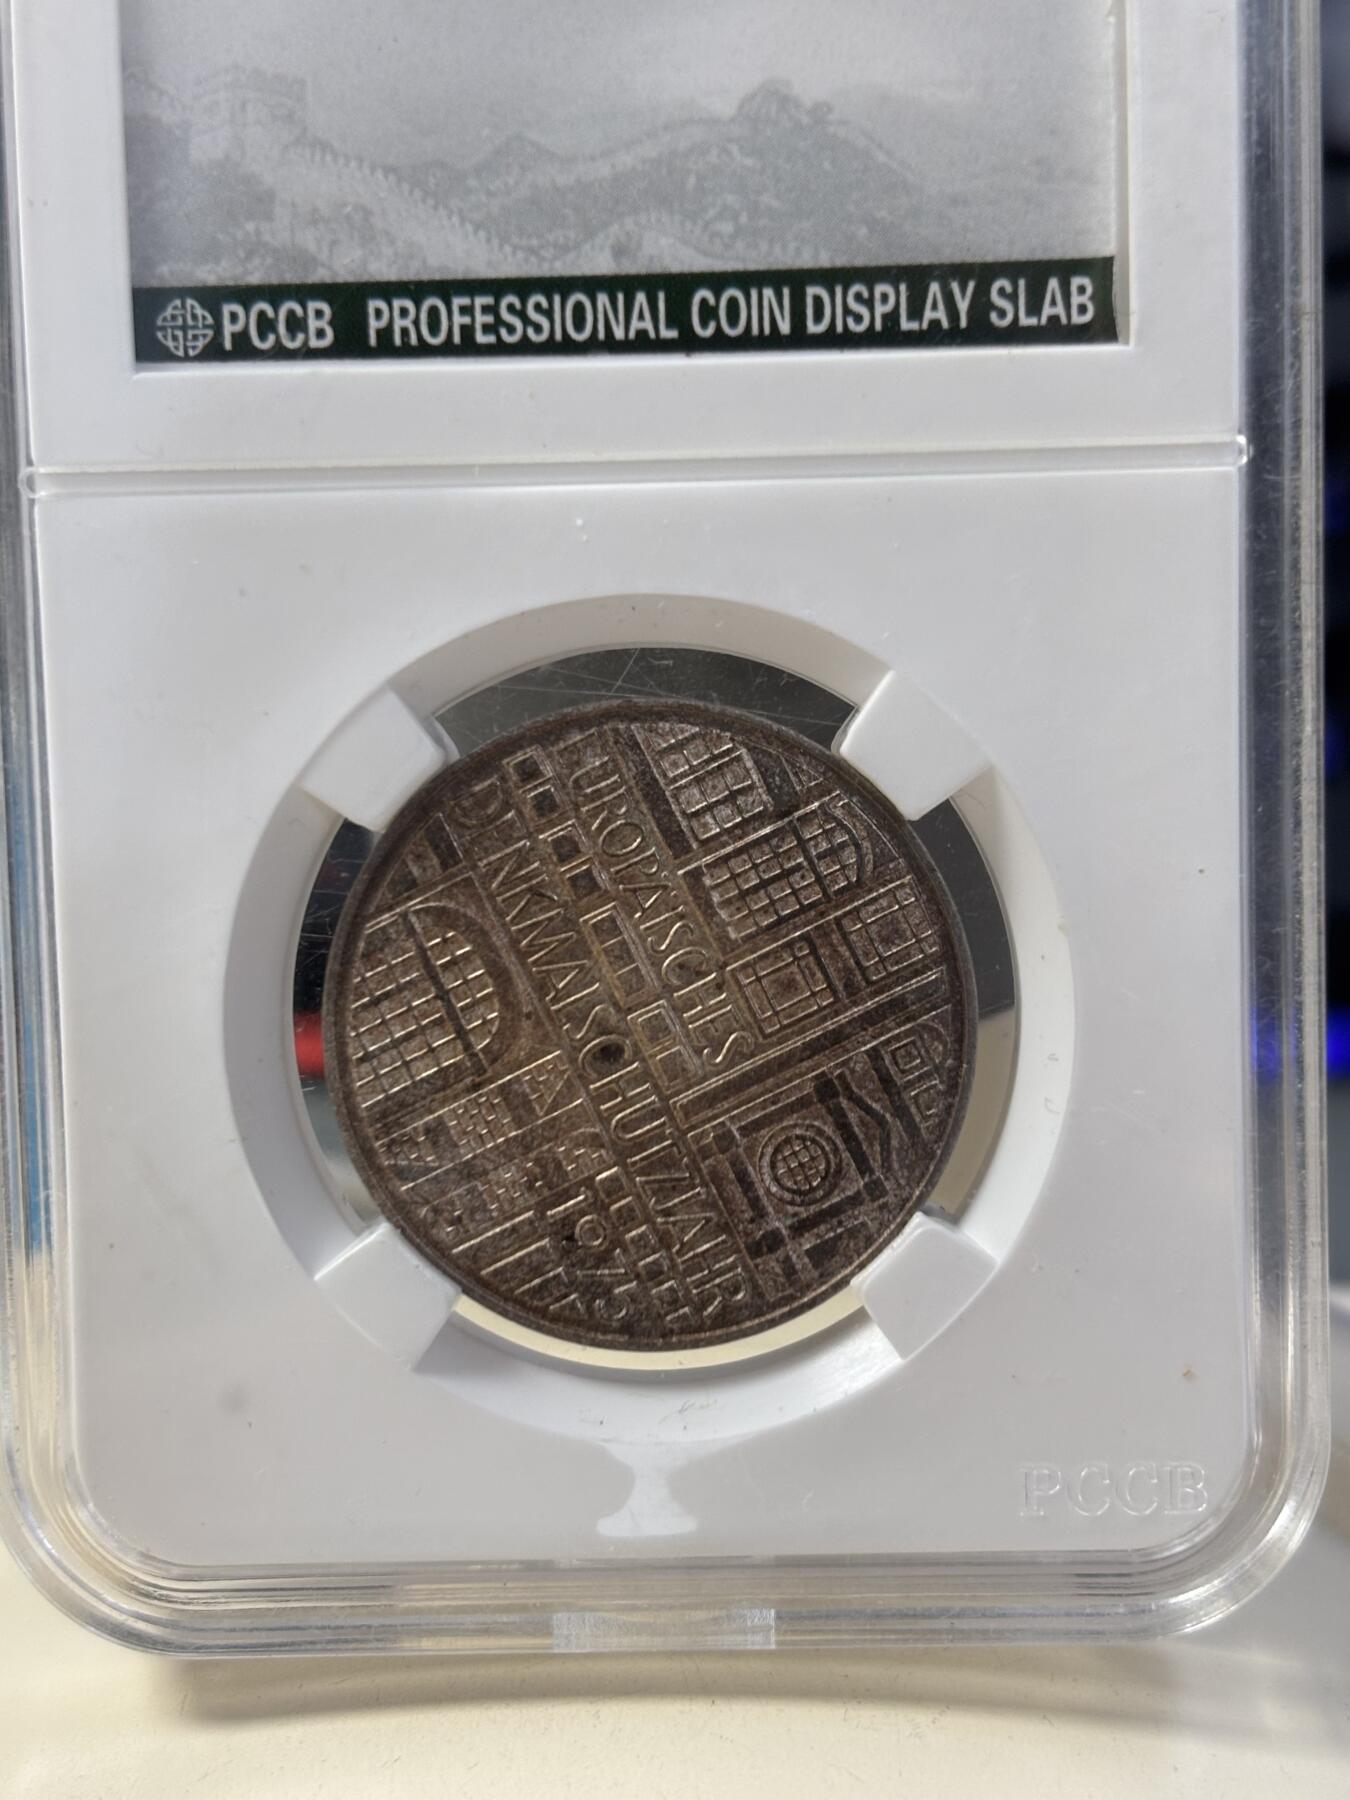 PCCB PROFESSIONAL COIN DISPLAY SLAB
EUROPÄISCHES
DENKMALSCHUTZJAHR
1975
PCCB